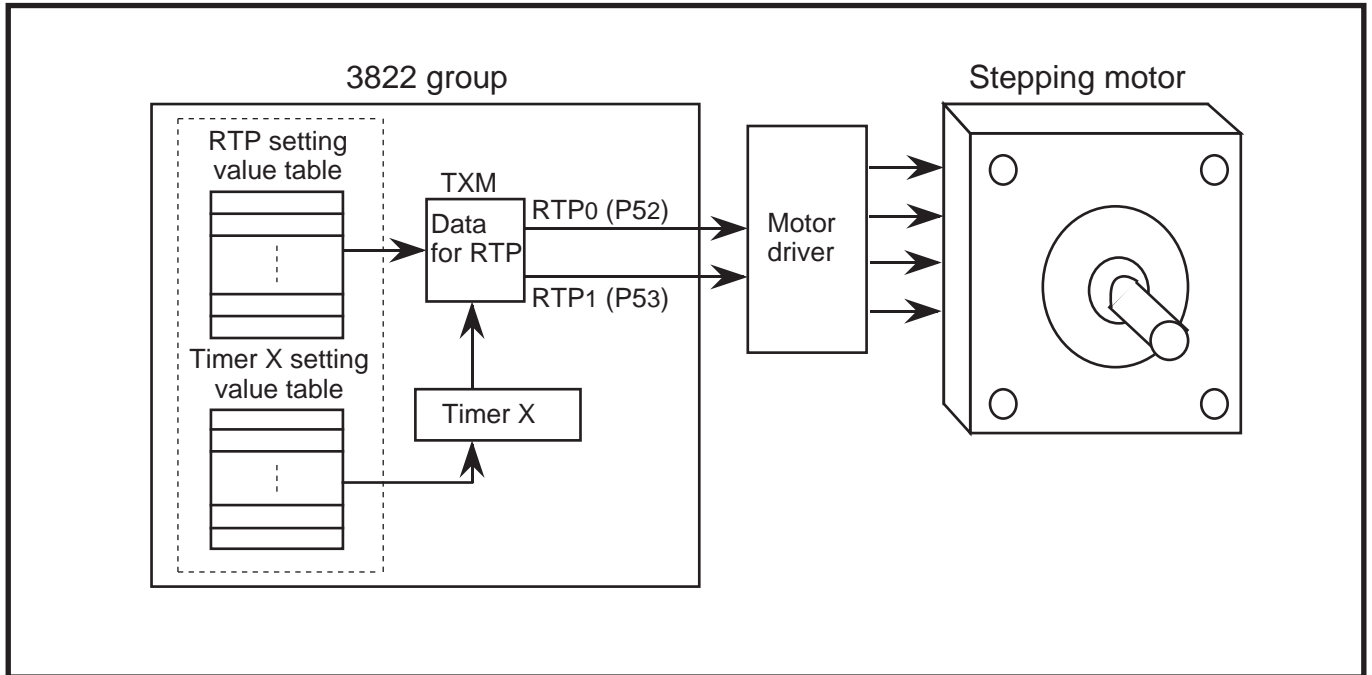 3822 group
Stepping motor
RTP setting
value table
TXM
Data
for RTP
RTP0 (P52)
RTP1 (P53)
Motor
driver
Timer X setting
value table
Timer X